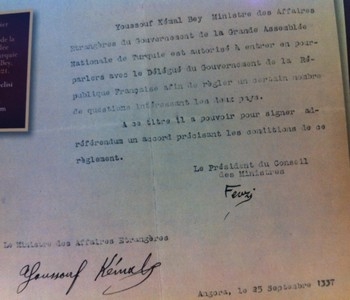 de la
Bey,
Youssouf Kémal Bey Ministre des Affaires
Etrangères du Gouvernement de la Grande Assemblée
Nationale de Turquie est autorisé à entrer en pour-
parlers avec le Délégué du Gouvernement de la Ré-
publique Française afin de régler un certain nombre
de questions intéressant les deux pays.
A ce titre il a pouvoir pour signer ad-
référendum un accord précisant les conditions de ce
règlement.
Le Président du Conseil
des Ministres
Fevzi
Le Ministre des Affaires Etrangères
Youssouf Kémal
Angora, le 25 Septembre 1337